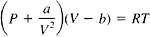 (P + a/V²)(V − b) = RT